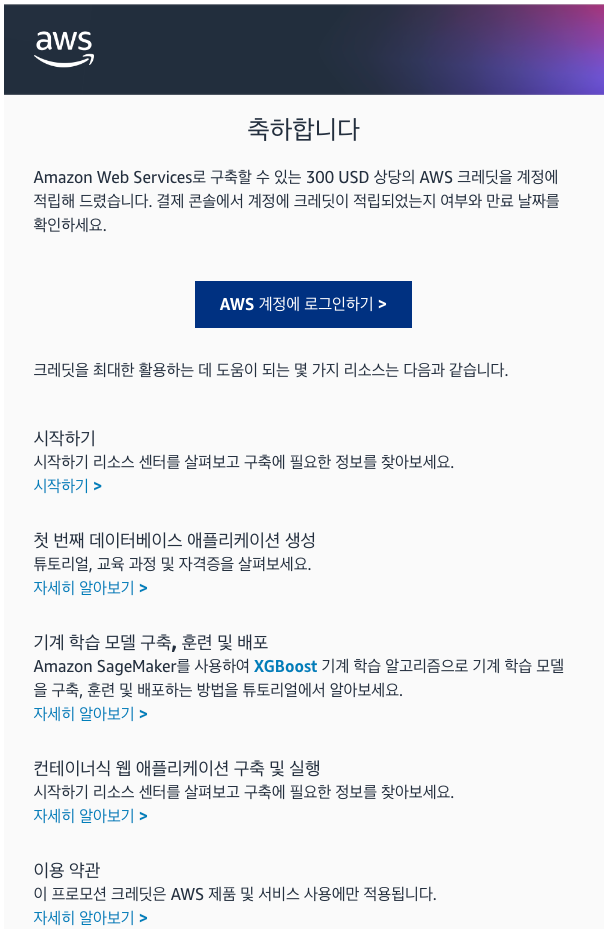 aws
축하합니다
Amazon Web Services로 구축할 수 있는 300 USD 상당의 AWS 크레딧을 계정에
적립해 드렸습니다. 결제 콘솔에서 계정에 크레딧이 적립되었는지 여부와 만료 날짜를
확인하세요.
AWS 계정에 로그인하기 >
크레딧을 최대한 활용하는 데 도움이 되는 몇 가지 리소스는 다음과 같습니다.
시작하기
시작하기 리소스 센터를 살펴보고 구축에 필요한 정보를 찾아보세요.
시작하기 >
첫 번째 데이터베이스 애플리케이션 생성
튜토리얼, 교육 과정 및 자격증을 살펴보세요.
자세히 알아보기 >
기계 학습 모델 구축, 훈련 및 배포
Amazon SageMaker를 사용하여 XGBoost 기계 학습 알고리즘으로 기계 학습 모델
을 구축, 훈련 및 배포하는 방법을 튜토리얼에서 알아보세요.
자세히 알아보기 >
컨테이너식 웹 애플리케이션 구축 및 실행
시작하기 리소스 센터를 살펴보고 구축에 필요한 정보를 찾아보세요.
자세히 알아보기 >
이용 약관
이 프로모션 크레딧은 AWS 제품 및 서비스 사용에만 적용됩니다.
자세히 알아보기 >